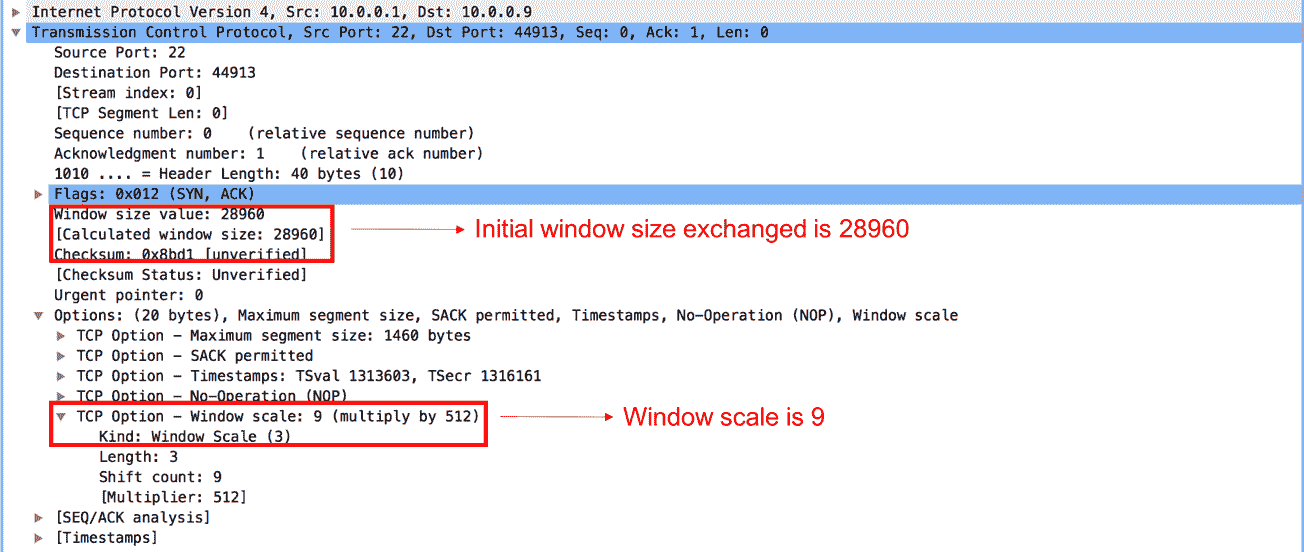 Internet Protocol Version 4, Src: 10.0.0.1, Dst: 10.0.0.9
Transmission Control Protocol, Src Port: 22, Dst Port: 44913, Seq: 0, Ack: 1, Len: 0
Source Port: 22
Destination Port: 44913
[Stream index: 0]
[TCP Segment Len: 0]
Sequence number: 0    (relative sequence number)
Acknowledgment number: 1    (relative ack number)
1010 .... = Header Length: 40 bytes (10)
Flags: 0x012 (SYN, ACK)
Window size value: 28960
[Calculated window size: 28960]
Initial window size exchanged is 28960
Checksum: 0x8bd1 [unverified]
[Checksum Status: Unverified]
Urgent pointer: 0
Options: (20 bytes), Maximum segment size, SACK permitted, Timestamps, No-Operation (NOP), Window scale
TCP Option – Maximum segment size: 1460 bytes
TCP Option – SACK permitted
TCP Option – Timestamps: TSval 1313603, TSecr 1316161
TCP Option – No-Operation (NOP)
TCP Option – Window scale: 9 (multiply by 512)
Window scale is 9
Kind: Window Scale (3)
Length: 3
Shift count: 9
[Multiplier: 512]
[SEQ/ACK analysis]
[Timestamps]